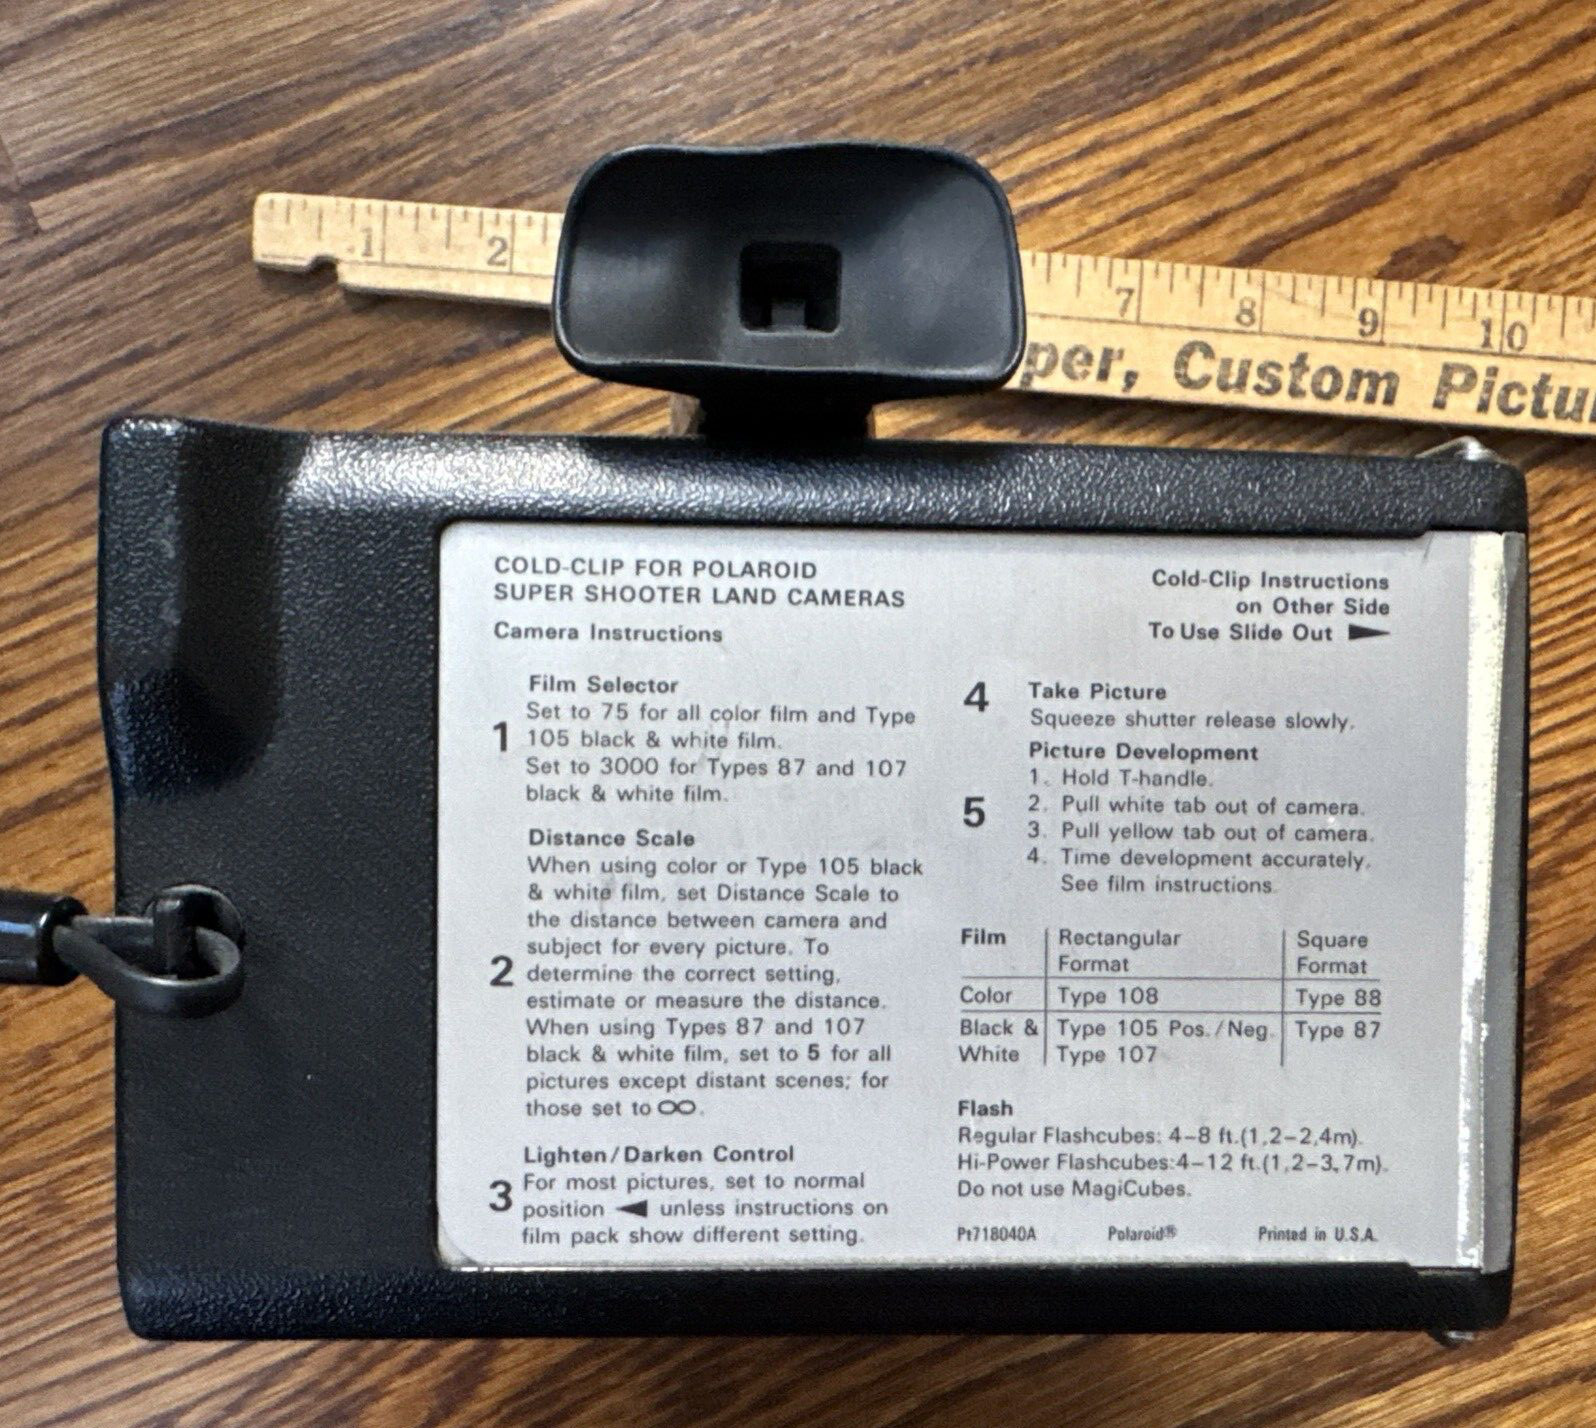 1 2 7 8 9 10
per, Custom Pictu
COLD-CLIP FOR POLAROID
SUPER SHOOTER LAND CAMERAS
Camera Instructions
Cold-Clip Instructions
on Other Side
To Use Slide Out ►
1
Film Selector
Set to 75 for all color film and Type
105 black & white film.
Set to 3000 for Types 87 and 107
black & white film.
2
Distance Scale
When using color or Type 105 black
& white film, set Distance Scale to
the distance between camera and
subject for every picture. To
determine the correct setting,
estimate or measure the distance.
When using Types 87 and 107
black & white film, set to 5 for all
pictures except distant scenes; for
those set to ∞.
3
Lighten/Darken Control
For most pictures, set to normal
position ◄ unless instructions on
film pack show different setting.
4
Take Picture
Squeeze shutter release slowly.
5
Picture Development
1. Hold T-handle.
2. Pull white tab out of camera.
3. Pull yellow tab out of camera.
4. Time development accurately.
See film instructions.
Film Rectangular Square
Format Format
Color Type 108 Type 88
Black & Type 105 Pos./Neg. Type 87
White Type 107
Flash
Regular Flashcubes: 4–8 ft.(1,2–2,4m).
Hi-Power Flashcubes:4–12 ft.(1,2–3,7m).
Do not use MagiCubes.
Pt718040A Polaroid® Printed in U.S.A.